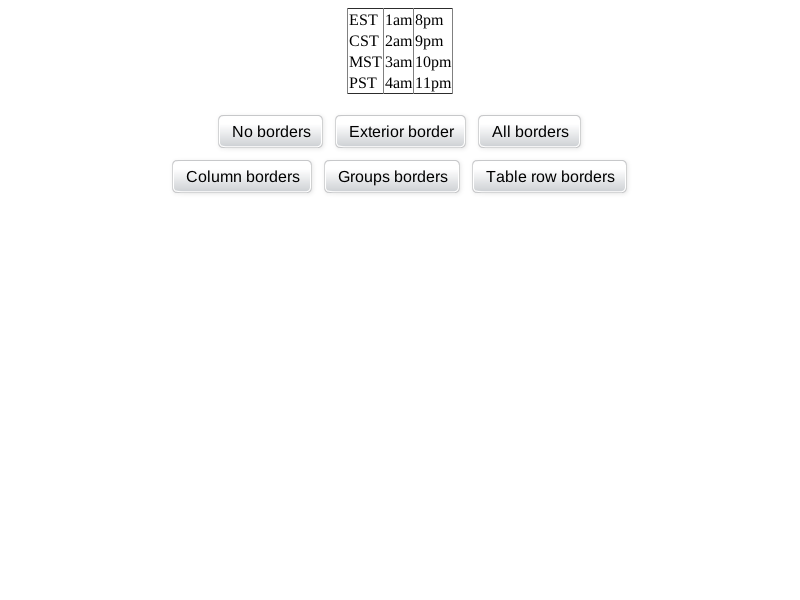 EST 1am 8pm
CST 2am 9pm
MST 3am 10pm
PST 4am 11pm
No borders Exterior border All borders
Column borders Groups borders Table row borders